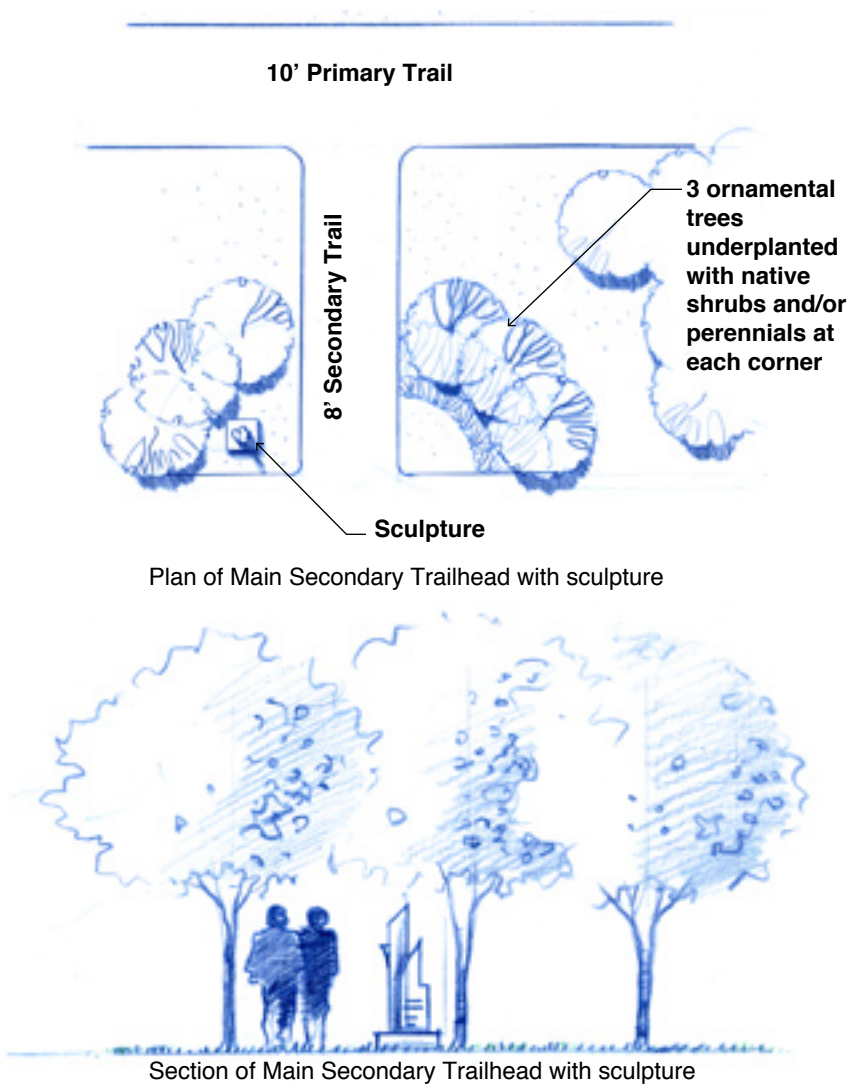 10’ Primary Trail
8’ Secondary Trail
3 ornamental
trees
underplanted
with native
shrubs and/or
perennials at
each corner
Sculpture
Plan of Main Secondary Trailhead with sculpture
Section of Main Secondary Trailhead with sculpture